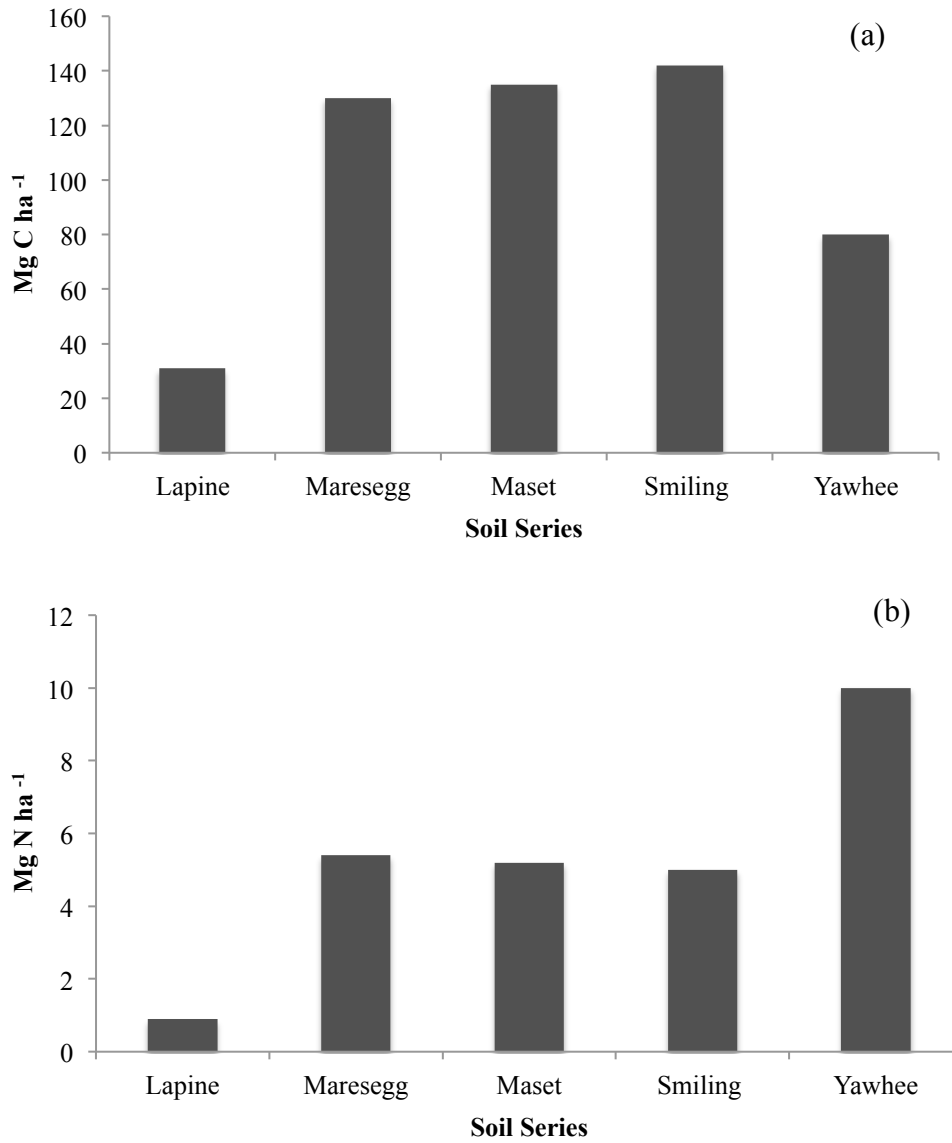 (a)
160
140
120
100
80
60
40
20
0
Mg C ha -1
Lapine Maresegg Maset Smiling Yawhee
Soil Series
(b)
12
10
8
6
4
2
0
Mg N ha -1
Lapine Maresegg Maset Smiling Yawhee
Soil Series